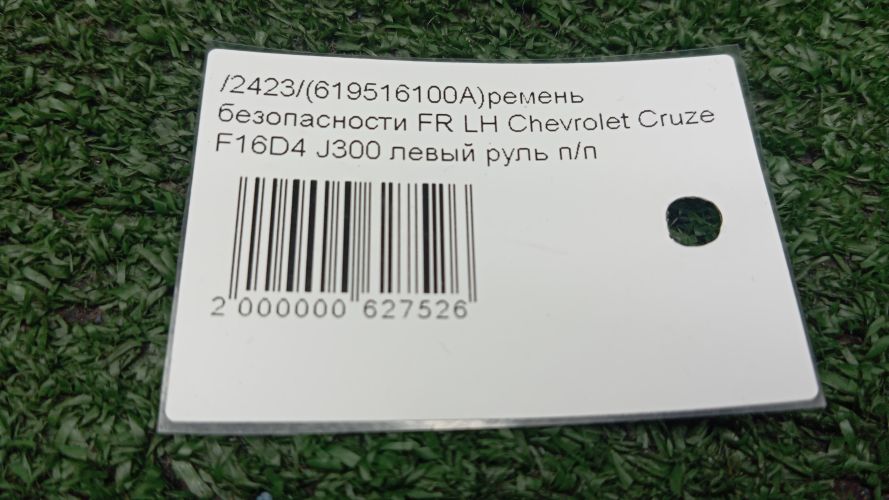 /2423/(619516100A)ремень
безопасности FR LH Chevrolet Cruze
F16D4 J300 левый руль п/п
2 000000 627526